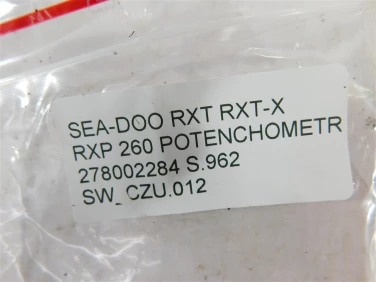 SEA-DOO RXT RXT-X
RXP 260 POTENCHOMETR
278002284 S.962
SW_CZU.012